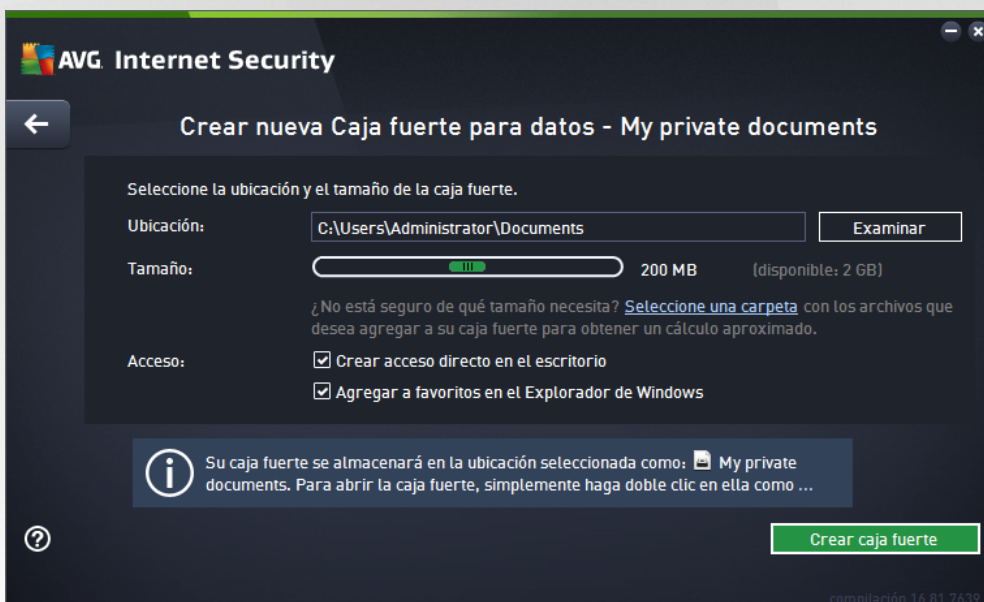 AVG Internet Security
Crear nueva Caja fuerte para datos - My private documents
Seleccione la ubicación y el tamaño de la caja fuerte.
Ubicación: C:\Users\Administrator\Documents Examinar
Tamaño: 200 MB (disponible: 2 GB)
¿No está seguro de qué tamaño necesita? Seleccione una carpeta con los archivos que
desea agregar a su caja fuerte para obtener un cálculo aproximado.
Acceso: Crear acceso directo en el escritorio
Agregar a favoritos en el Explorador de Windows
Su caja fuerte se almacenará en la ubicación seleccionada como: My private
documents. Para abrir la caja fuerte, simplemente haga doble clic en ella como ...
Crear caja fuerte
compilación 16.81.7639